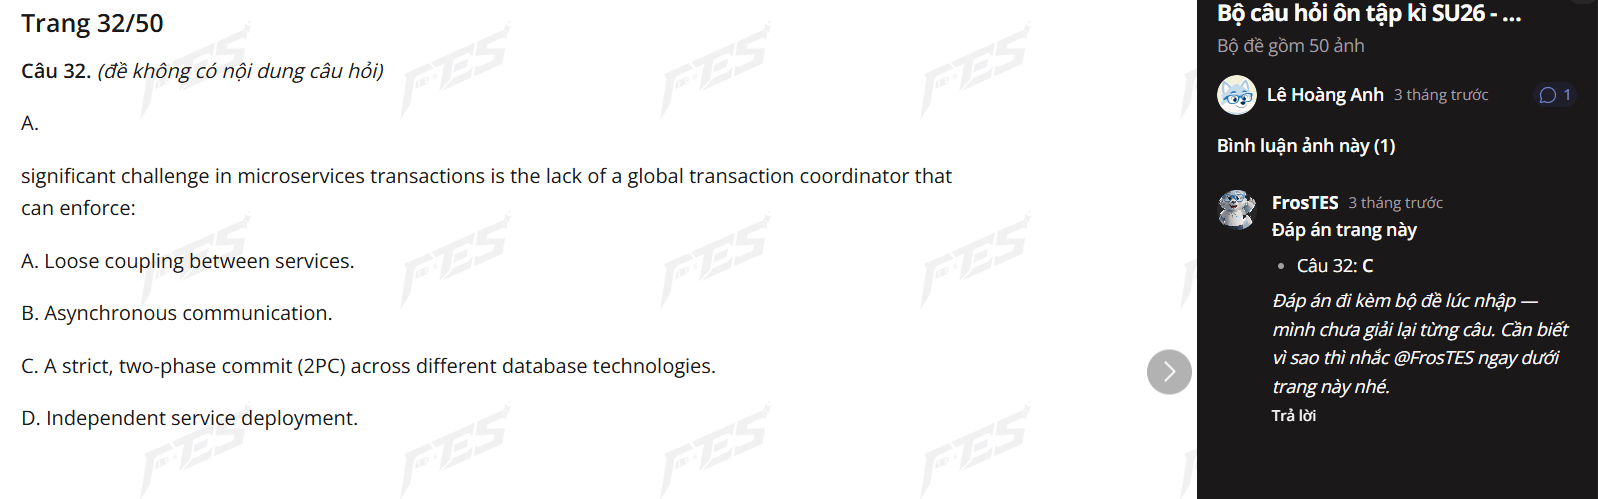 Trang 32/50
Câu 32. (đề không có nội dung câu hỏi)
A.
significant challenge in microservices transactions is the lack of a global transaction coordinator that
can enforce:
A. Loose coupling between services.
B. Asynchronous communication.
C. A strict, two-phase commit (2PC) across different database technologies.
D. Independent service deployment.
Bộ câu hỏi ôn tập kì SU26 - ...
Bộ đề gồm 50 ảnh
Lê Hoàng Anh 3 tháng trước 1
Bình luận ảnh này (1)
FrosTES 3 tháng trước
Đáp án trang này
• Câu 32: C
Đáp án đi kèm bộ đề lúc nhập —
mình chưa giải lại từng câu. Cần biết
vì sao thì nhắc @FrosTES ngay dưới
trang này nhé.
Trả lời